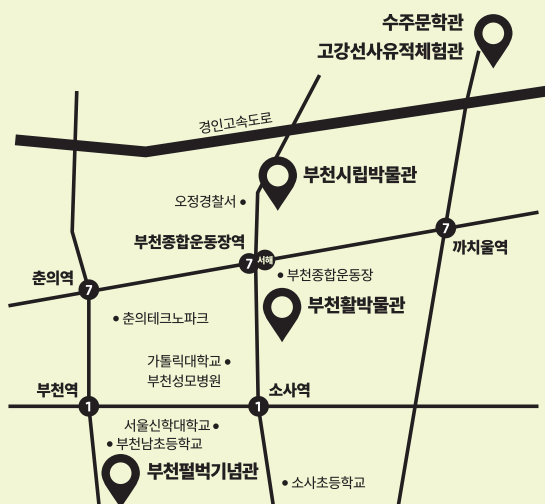 수주문학관
고강선사유적체험관
경인고속도로
부천시립박물관
오정경찰서
7
까치울역
부천종합운동장역
7
서해
부천종합운동장
춘의역
7
부천활박물관
춘의테크노파크
가톨릭대학교
부천성모병원
부천역
1
소사역
1
서울신학대학교
부천남초등학교
부천펄벅기념관
소사초등학교